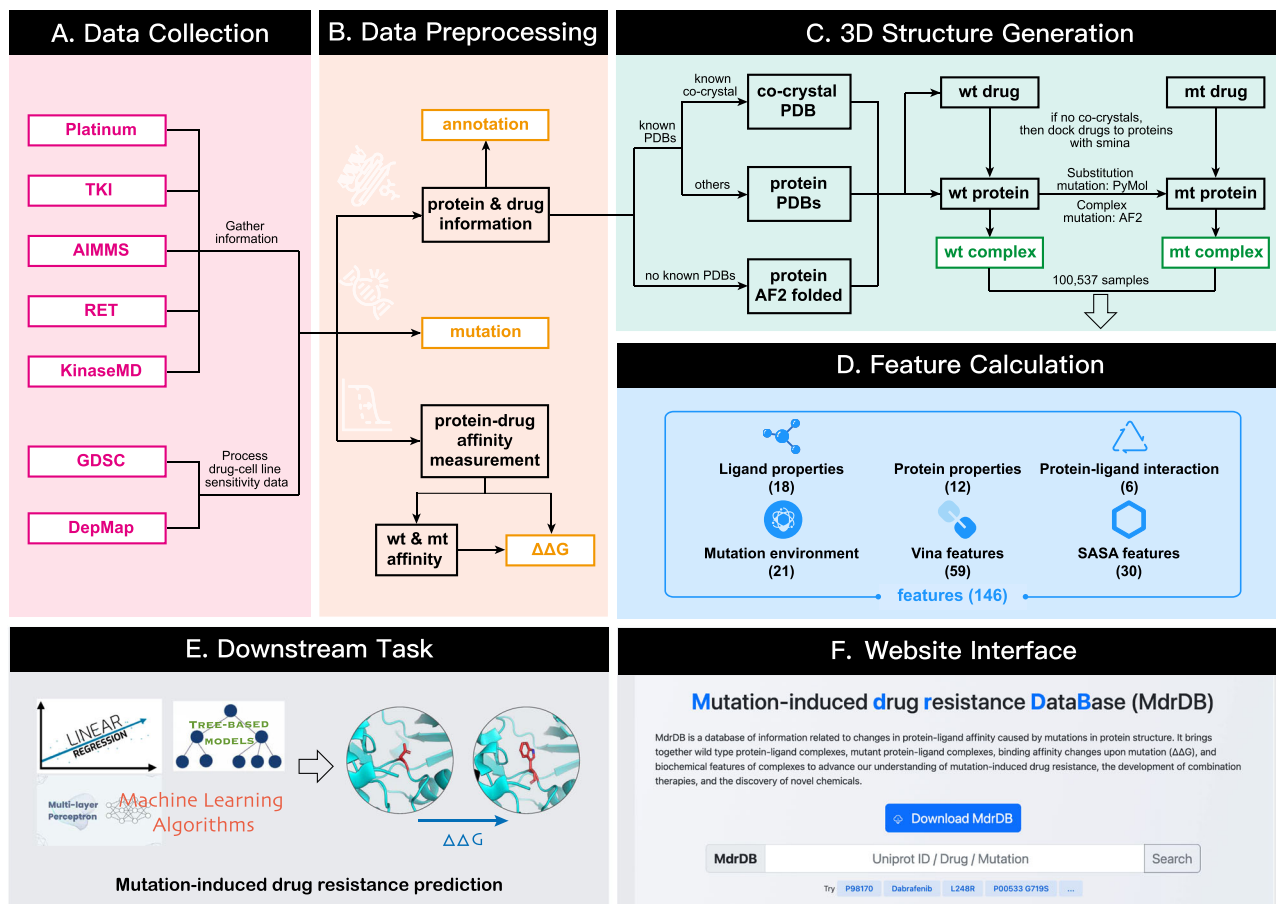 A. Data Collection
Platinum
TKI
AIMMS
RET
KinaseMD
GDSC
DepMap
Gather
information
Process
drug-cell line
sensitivity data
B. Data Preprocessing
annotation
protein & drug
information
mutation
protein-drug
affinity
measurement
wt & mt
affinity
ΔΔG
C. 3D Structure Generation
known
PDBs
known
co-crystal
others
no known PDBs
co-crystal
PDB
protein
PDBs
protein
AF2 folded
wt drug
mt drug
if no co-crystals,
then dock drugs to proteins
with smina
wt protein
Substitution
mutation: PyMol
Complex
mutation: AF2
mt protein
wt complex
mt complex
100,537 samples
D. Feature Calculation
Ligand properties
(18)
Protein properties
(12)
Protein-ligand interaction
(6)
Mutation environment
(21)
Vina features
(59)
SASA features
(30)
features (146)
E. Downstream Task
LINEAR
REGRESSION
TREE-BASED
MODELS
Multi-layer
Perceptron
Machine Learning
Algorithms
ΔΔG
Mutation-induced drug resistance prediction
F. Website Interface
Mutation-induced drug resistance DataBase (MdrDB)
MdrDB is a database of information related to changes in protein-ligand affinity caused by mutations in protein structure. It brings
together wild type protein-ligand complexes, mutant protein-ligand complexes, binding affinity changes upon mutation (ΔΔG), and
biochemical features of complexes to advance our understanding of mutation-induced drug resistance, the development of combination
therapies, and the discovery of novel chemicals.
Download MdrDB
MdrDB
Uniprot ID / Drug / Mutation
Search
Try P98170 Dabrafenib L248R P00533 G719S ...